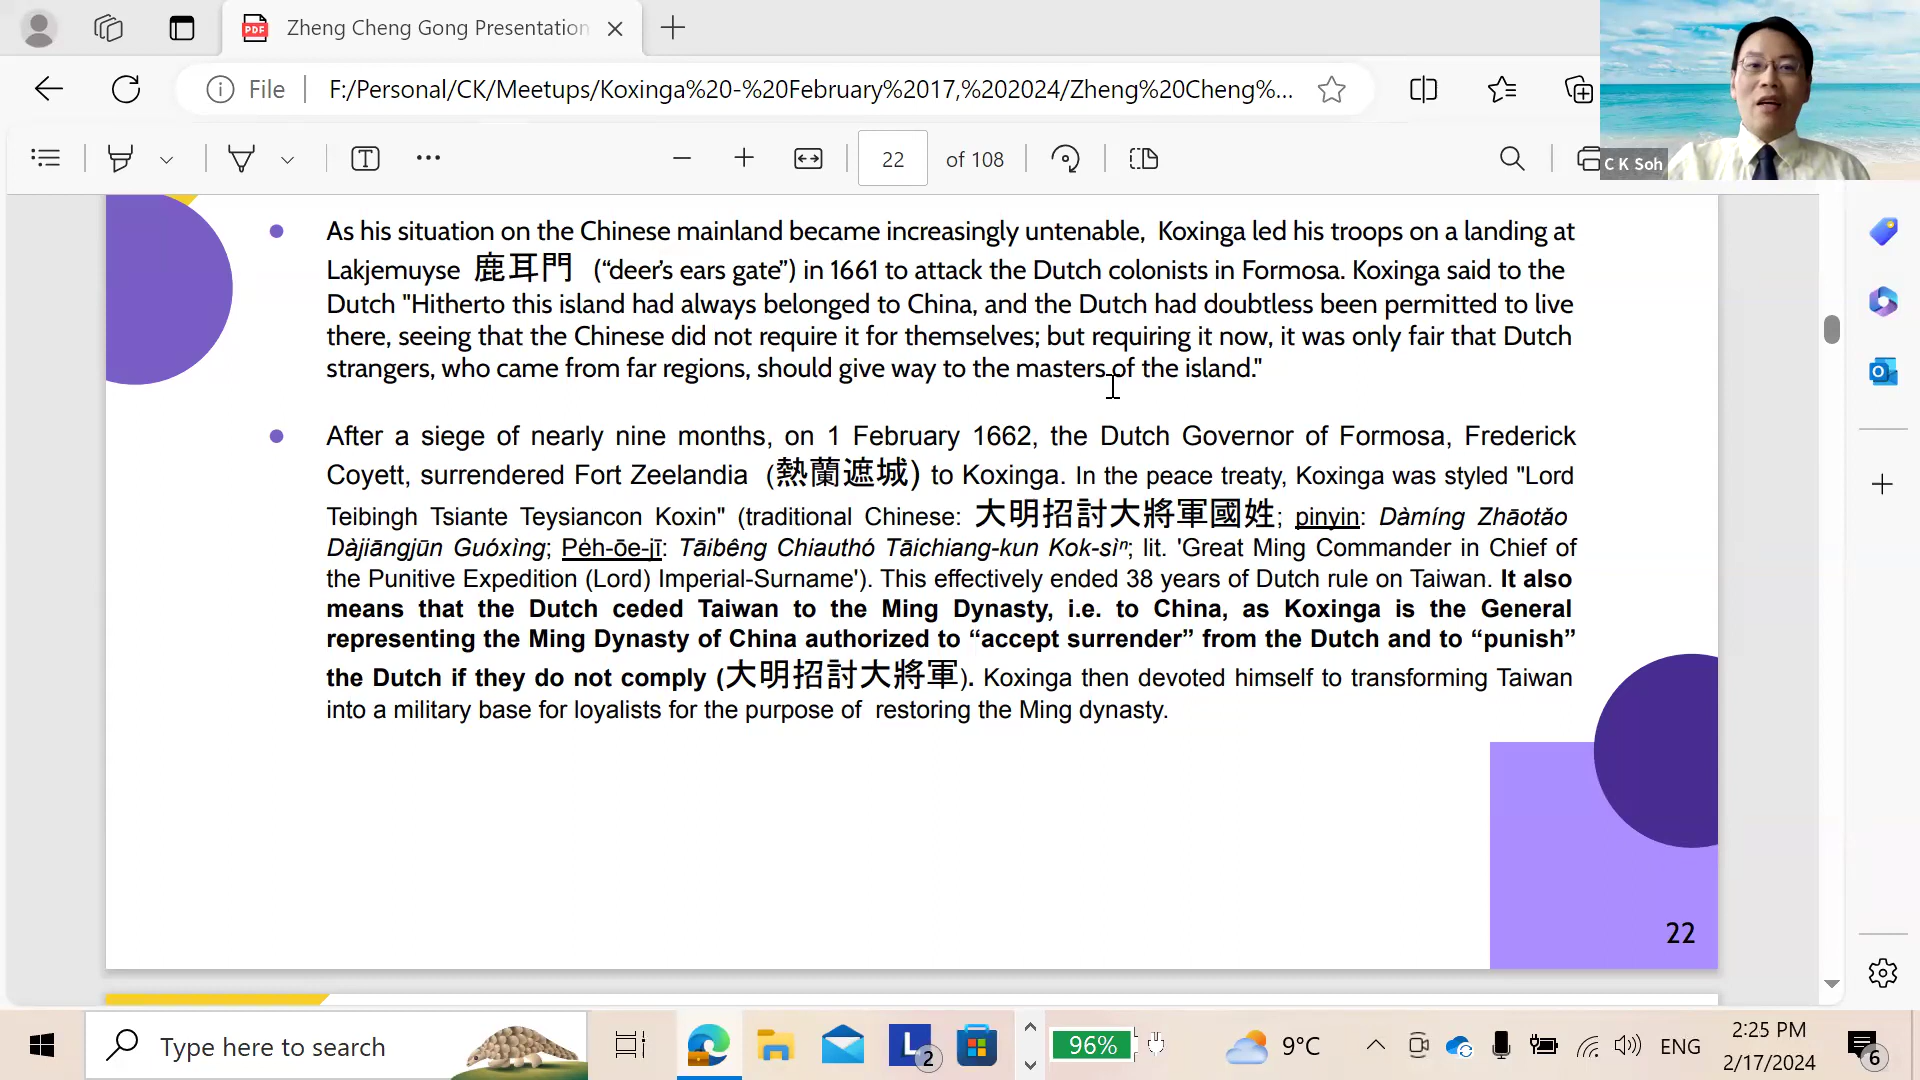 Zheng Cheng Gong Presentation
File
F:/Personal/CK/Meetups/Koxinga%20-%20February%2017,%202024/Zheng%20Cheng%...
22 of 108
C K Soh
As his situation on the Chinese mainland became increasingly untenable, Koxinga led his troops on a landing at
Lakjemuyse 鹿耳門 (“deer’s ears gate”) in 1661 to attack the Dutch colonists in Formosa. Koxinga said to the
Dutch "Hitherto this island had always belonged to China, and the Dutch had doubtless been permitted to live
there, seeing that the Chinese did not require it for themselves; but requiring it now, it was only fair that Dutch
strangers, who came from far regions, should give way to the masters of the island."
After a siege of nearly nine months, on 1 February 1662, the Dutch Governor of Formosa, Frederick
Coyett, surrendered Fort Zeelandia (熱蘭遮城) to Koxinga. In the peace treaty, Koxinga was styled "Lord
Teibingh Tsiante Teysiancon Koxin" (traditional Chinese: 大明招討大將軍國姓; pinyin: Dàmíng Zhāotǎo
Dàjiāngjūn Guóxìng; Pe̍h-ōe-jī: Tāibêng Chiauthó Tāichiang-kun Kok-sìⁿ; lit. 'Great Ming Commander in Chief of
the Punitive Expedition (Lord) Imperial-Surname'). This effectively ended 38 years of Dutch rule on Taiwan. It also
means that the Dutch ceded Taiwan to the Ming Dynasty, i.e. to China, as Koxinga is the General
representing the Ming Dynasty of China authorized to “accept surrender” from the Dutch and to “punish”
the Dutch if they do not comply (大明招討大將軍). Koxinga then devoted himself to transforming Taiwan
into a military base for loyalists for the purpose of restoring the Ming dynasty.
22
Type here to search
L
2
96%
9°C
ENG
2:25 PM
2/17/2024
6